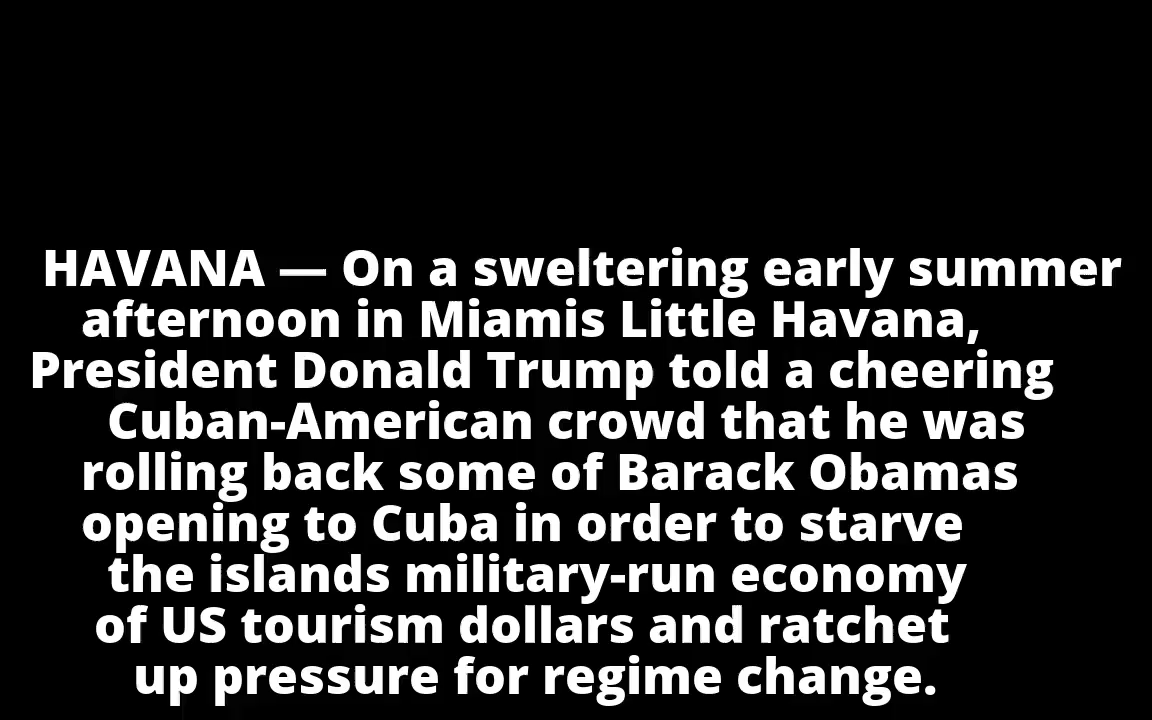 HAVANA — On a sweltering early summer
afternoon in Miamis Little Havana,
President Donald Trump told a cheering
Cuban-American crowd that he was
rolling back some of Barack Obamas
opening to Cuba in order to starve
the islands military-run economy
of US tourism dollars and ratchet
up pressure for regime change.